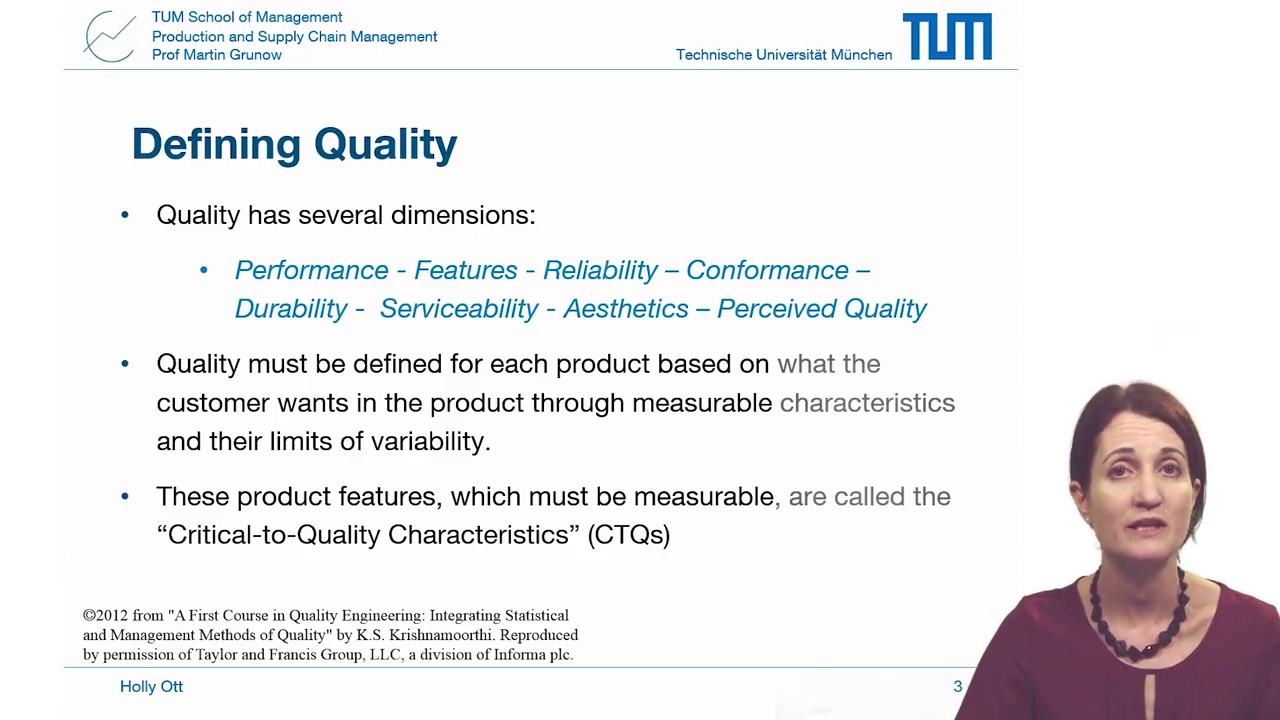 TUM School of Management
Production and Supply Chain Management
Prof Martin Grunow
Technische Universität München
TUM
Defining Quality
• Quality has several dimensions:
• Performance - Features - Reliability – Conformance –
Durability - Serviceability - Aesthetics – Perceived Quality
• Quality must be defined for each product based on what the
customer wants in the product through measurable characteristics
and their limits of variability.
• These product features, which must be measurable, are called the
“Critical-to-Quality Characteristics” (CTQs)
©2012 from "A First Course in Quality Engineering: Integrating Statistical
and Management Methods of Quality" by K.S. Krishnamoorthi. Reproduced
by permission of Taylor and Francis Group, LLC, a division of Informa plc.
Holly Ott
3